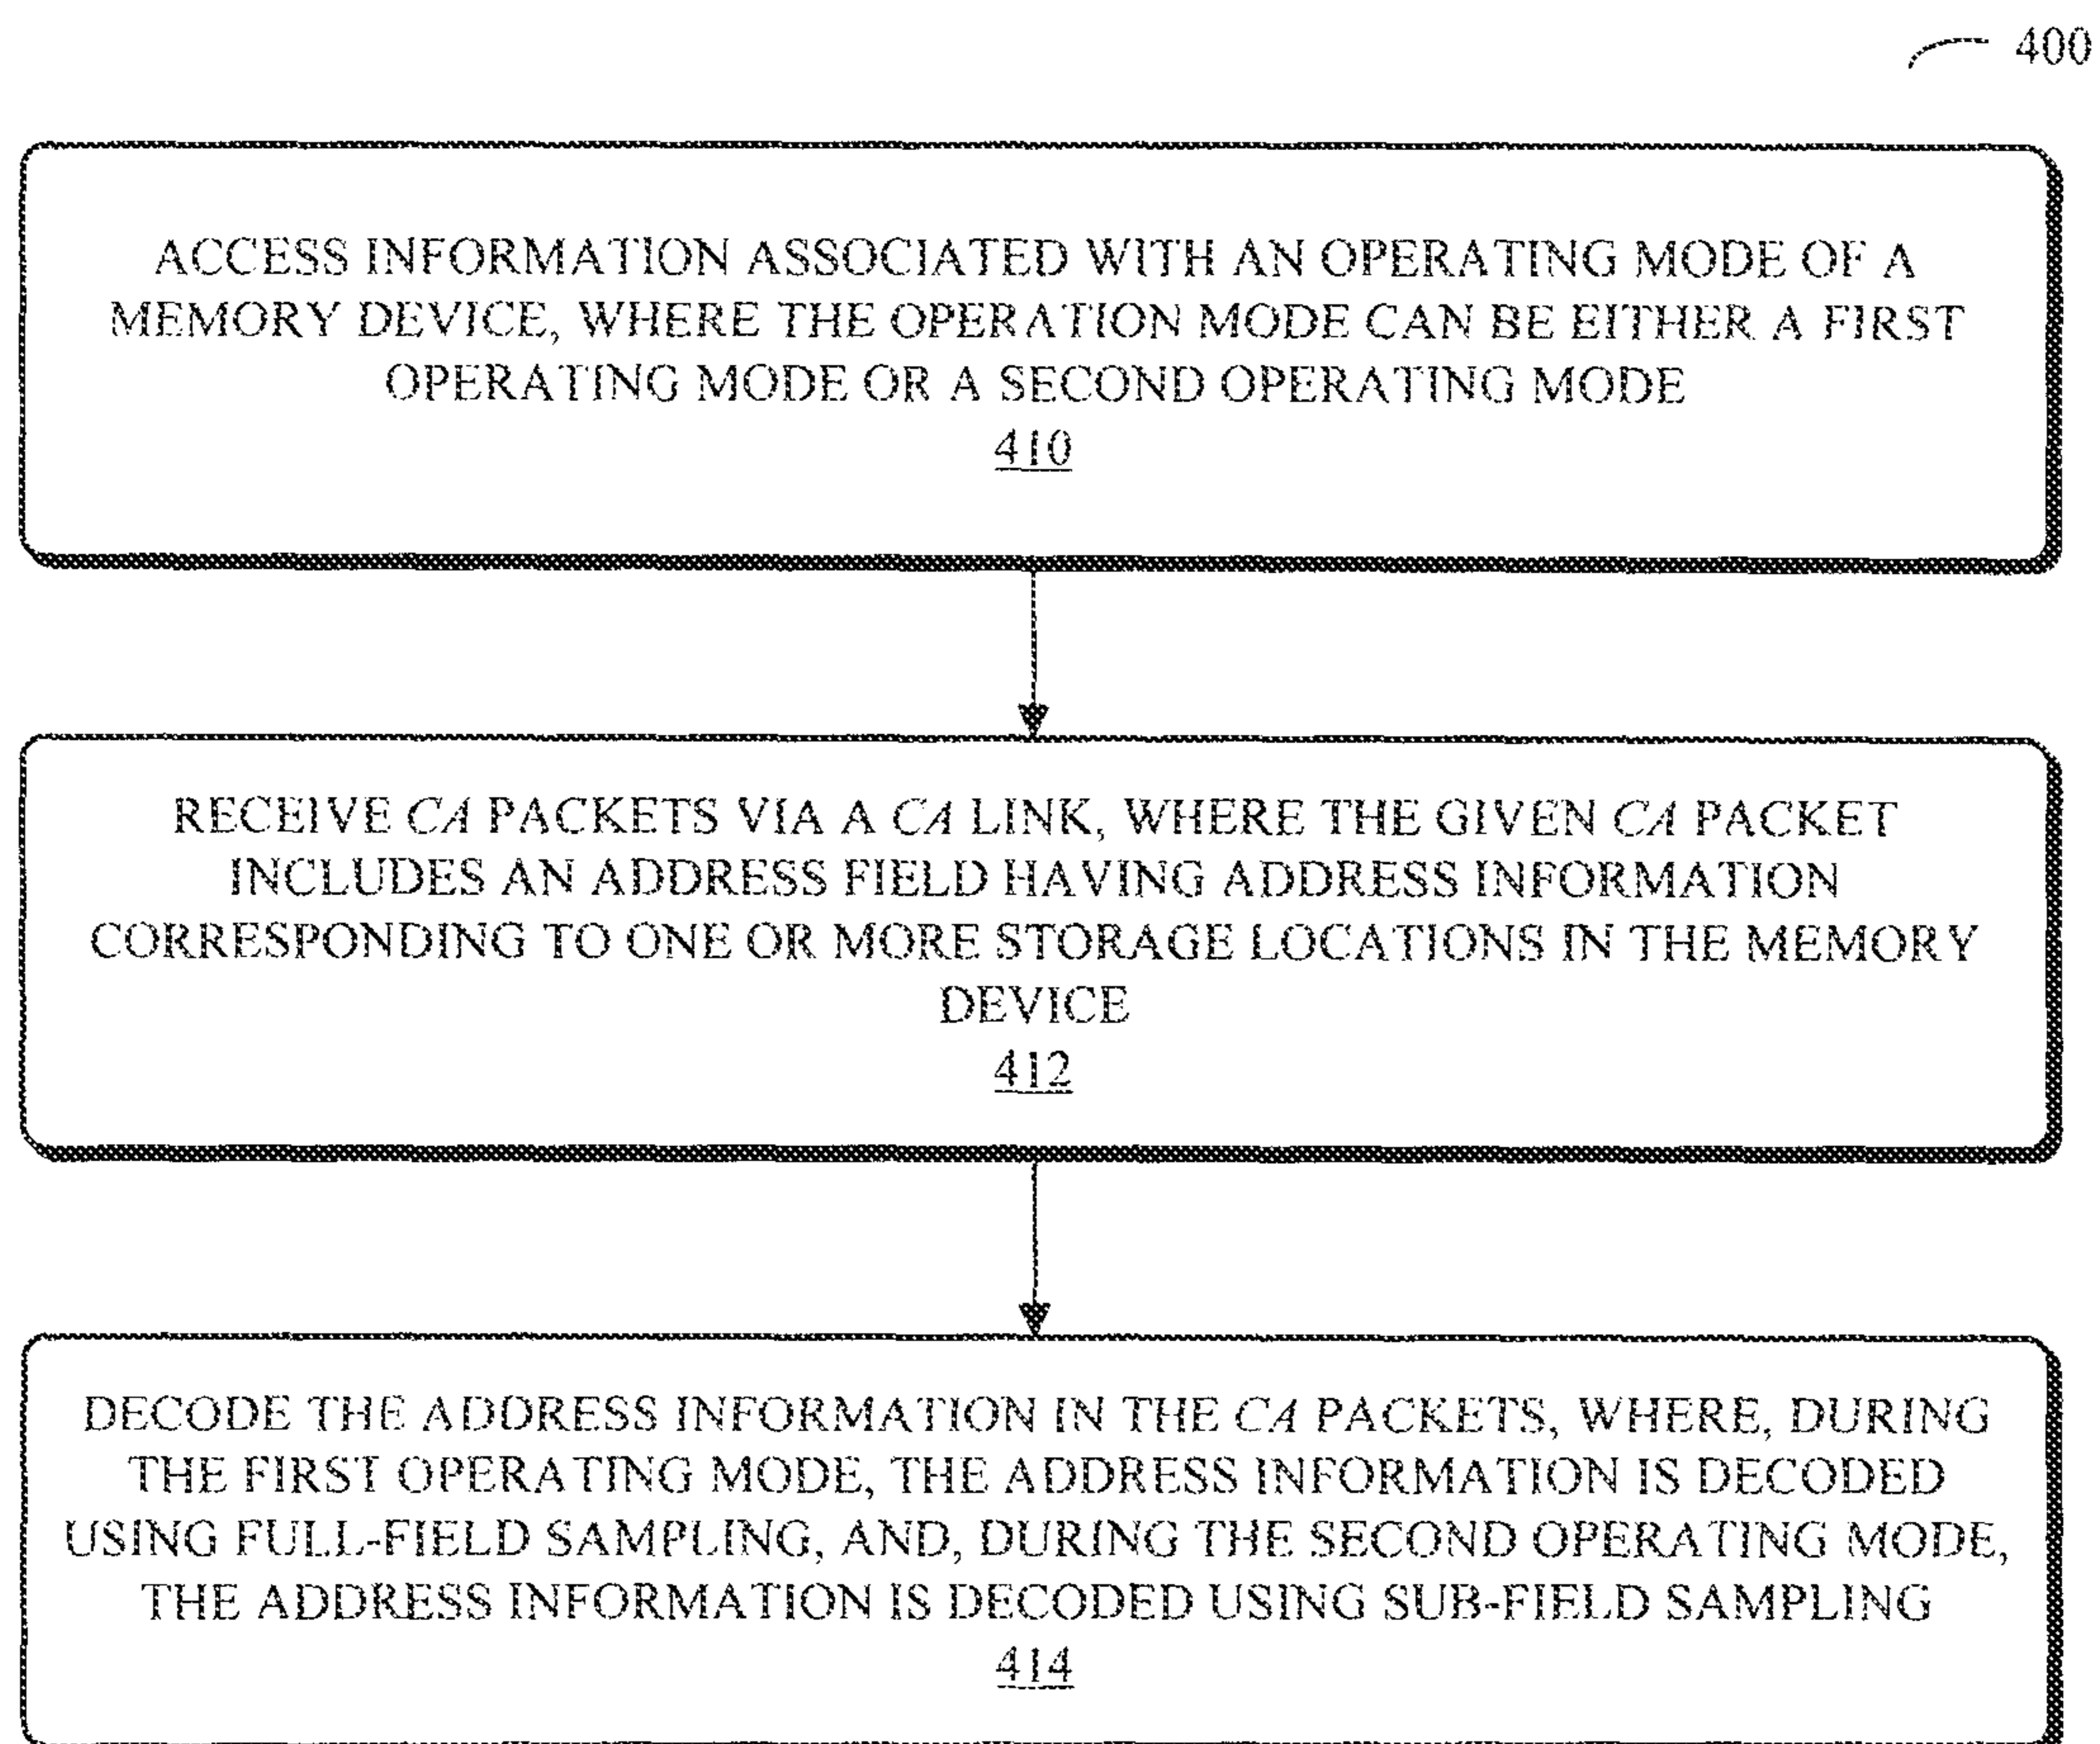 400
ACCESS INFORMATION ASSOCIATED WITH AN OPERATING MODE OF A
MEMORY DEVICE, WHERE THE OPERATION MODE CAN BE EITHER A FIRST
OPERATING MODE OR A SECOND OPERATING MODE
410
RECEIVE CA PACKETS VIA A CA LINK, WHERE THE GIVEN CA PACKET
INCLUDES AN ADDRESS FIELD HAVING ADDRESS INFORMATION
CORRESPONDING TO ONE OR MORE STORAGE LOCATIONS IN THE MEMORY
DEVICE
412
DECODE THE ADDRESS INFORMATION IN THE CA PACKETS, WHERE, DURING
THE FIRST OPERATING MODE, THE ADDRESS INFORMATION IS DECODED
USING FULL-FIELD SAMPLING, AND, DURING THE SECOND OPERATING MODE,
THE ADDRESS INFORMATION IS DECODED USING SUB-FIELD SAMPLING
414